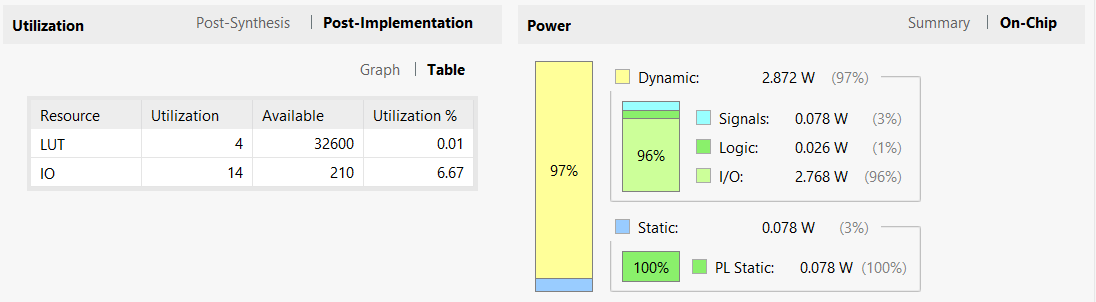 Utilization Post-Synthesis Post-Implementation
Graph Table
Resource Utilization Available Utilization %
LUT 4 32600 0.01
IO 14 210 6.67
Power Summary On-Chip
97%
Dynamic: 2.872 W (97%)
96%
Signals: 0.078 W (3%)
Logic: 0.026 W (1%)
I/O: 2.768 W (96%)
Static: 0.078 W (3%)
100%
PL Static: 0.078 W (100%)